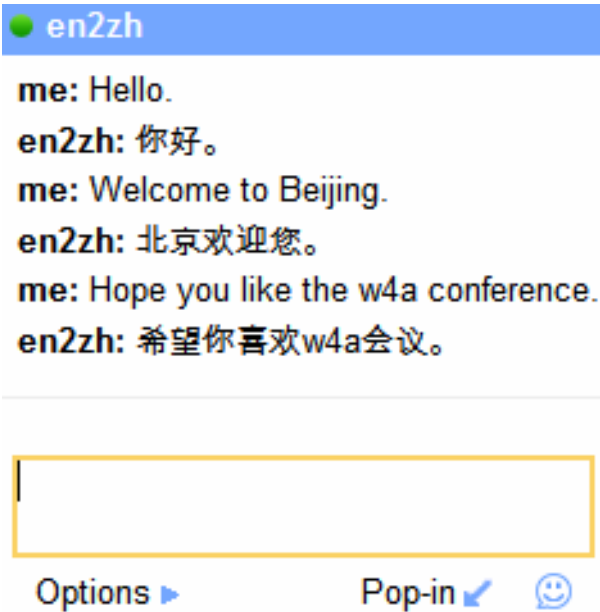 en2zh
me: Hello.
en2zh: 你好。
me: Welcome to Beijing.
en2zh: 北京欢迎您。
me: Hope you like the w4a conference.
en2zh: 希望你喜欢w4a会议。
Options Pop-in